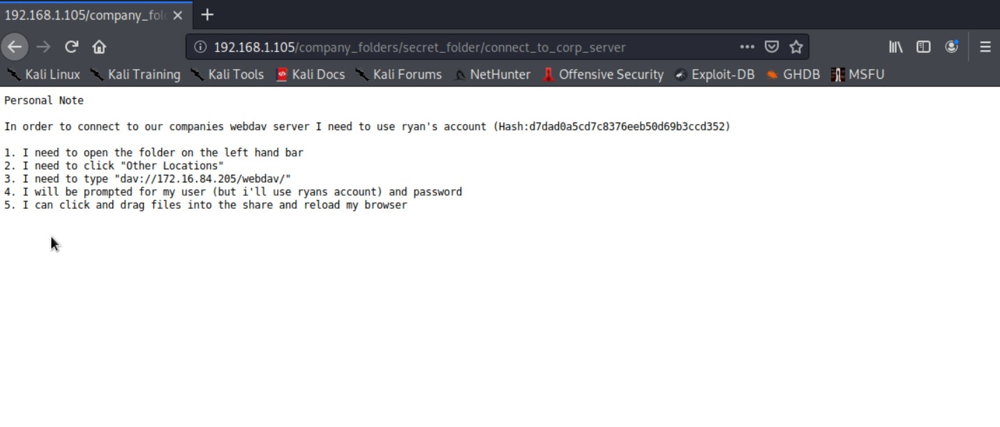 192.168.1.105/company_fol
192.168.1.105/company_folders/secret_folder/connect_to_corp_server
Kali Linux Kali Training Kali Tools Kali Docs Kali Forums NetHunter Offensive Security Exploit-DB GHDB MSFU
Personal Note
In order to connect to our companies webdav server I need to use ryan's account (Hash:d7dad0a5cd7c8376eeb50d69b3ccd352)
1. I need to open the folder on the left hand bar
2. I need to click "Other Locations"
3. I need to type "dav://172.16.84.205/webdav/"
4. I will be prompted for my user (but i'll use ryans account) and password
5. I can click and drag files into the share and reload my browser